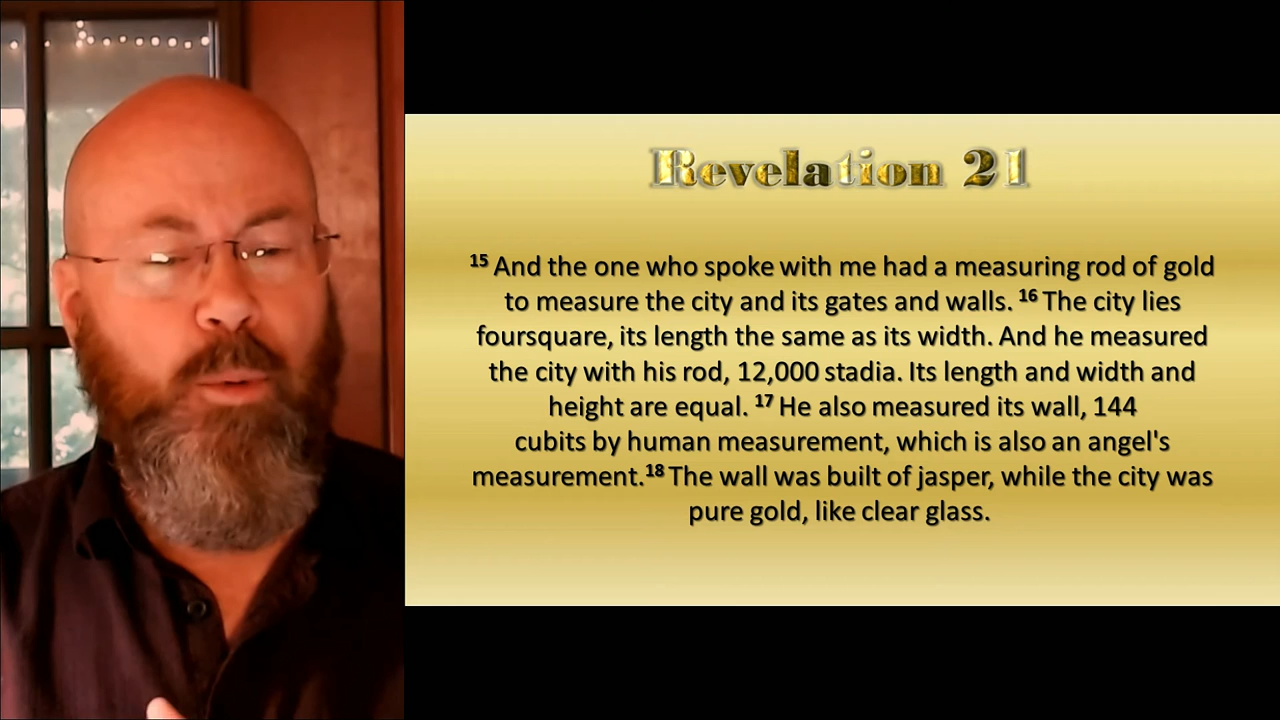 Revelation 21
15 And the one who spoke with me had a measuring rod of gold
to measure the city and its gates and walls. 16 The city lies
foursquare, its length the same as its width. And he measured
the city with his rod, 12,000 stadia. Its length and width and
height are equal. 17 He also measured its wall, 144
cubits by human measurement, which is also an angel's
measurement.18 The wall was built of jasper, while the city was
pure gold, like clear glass.